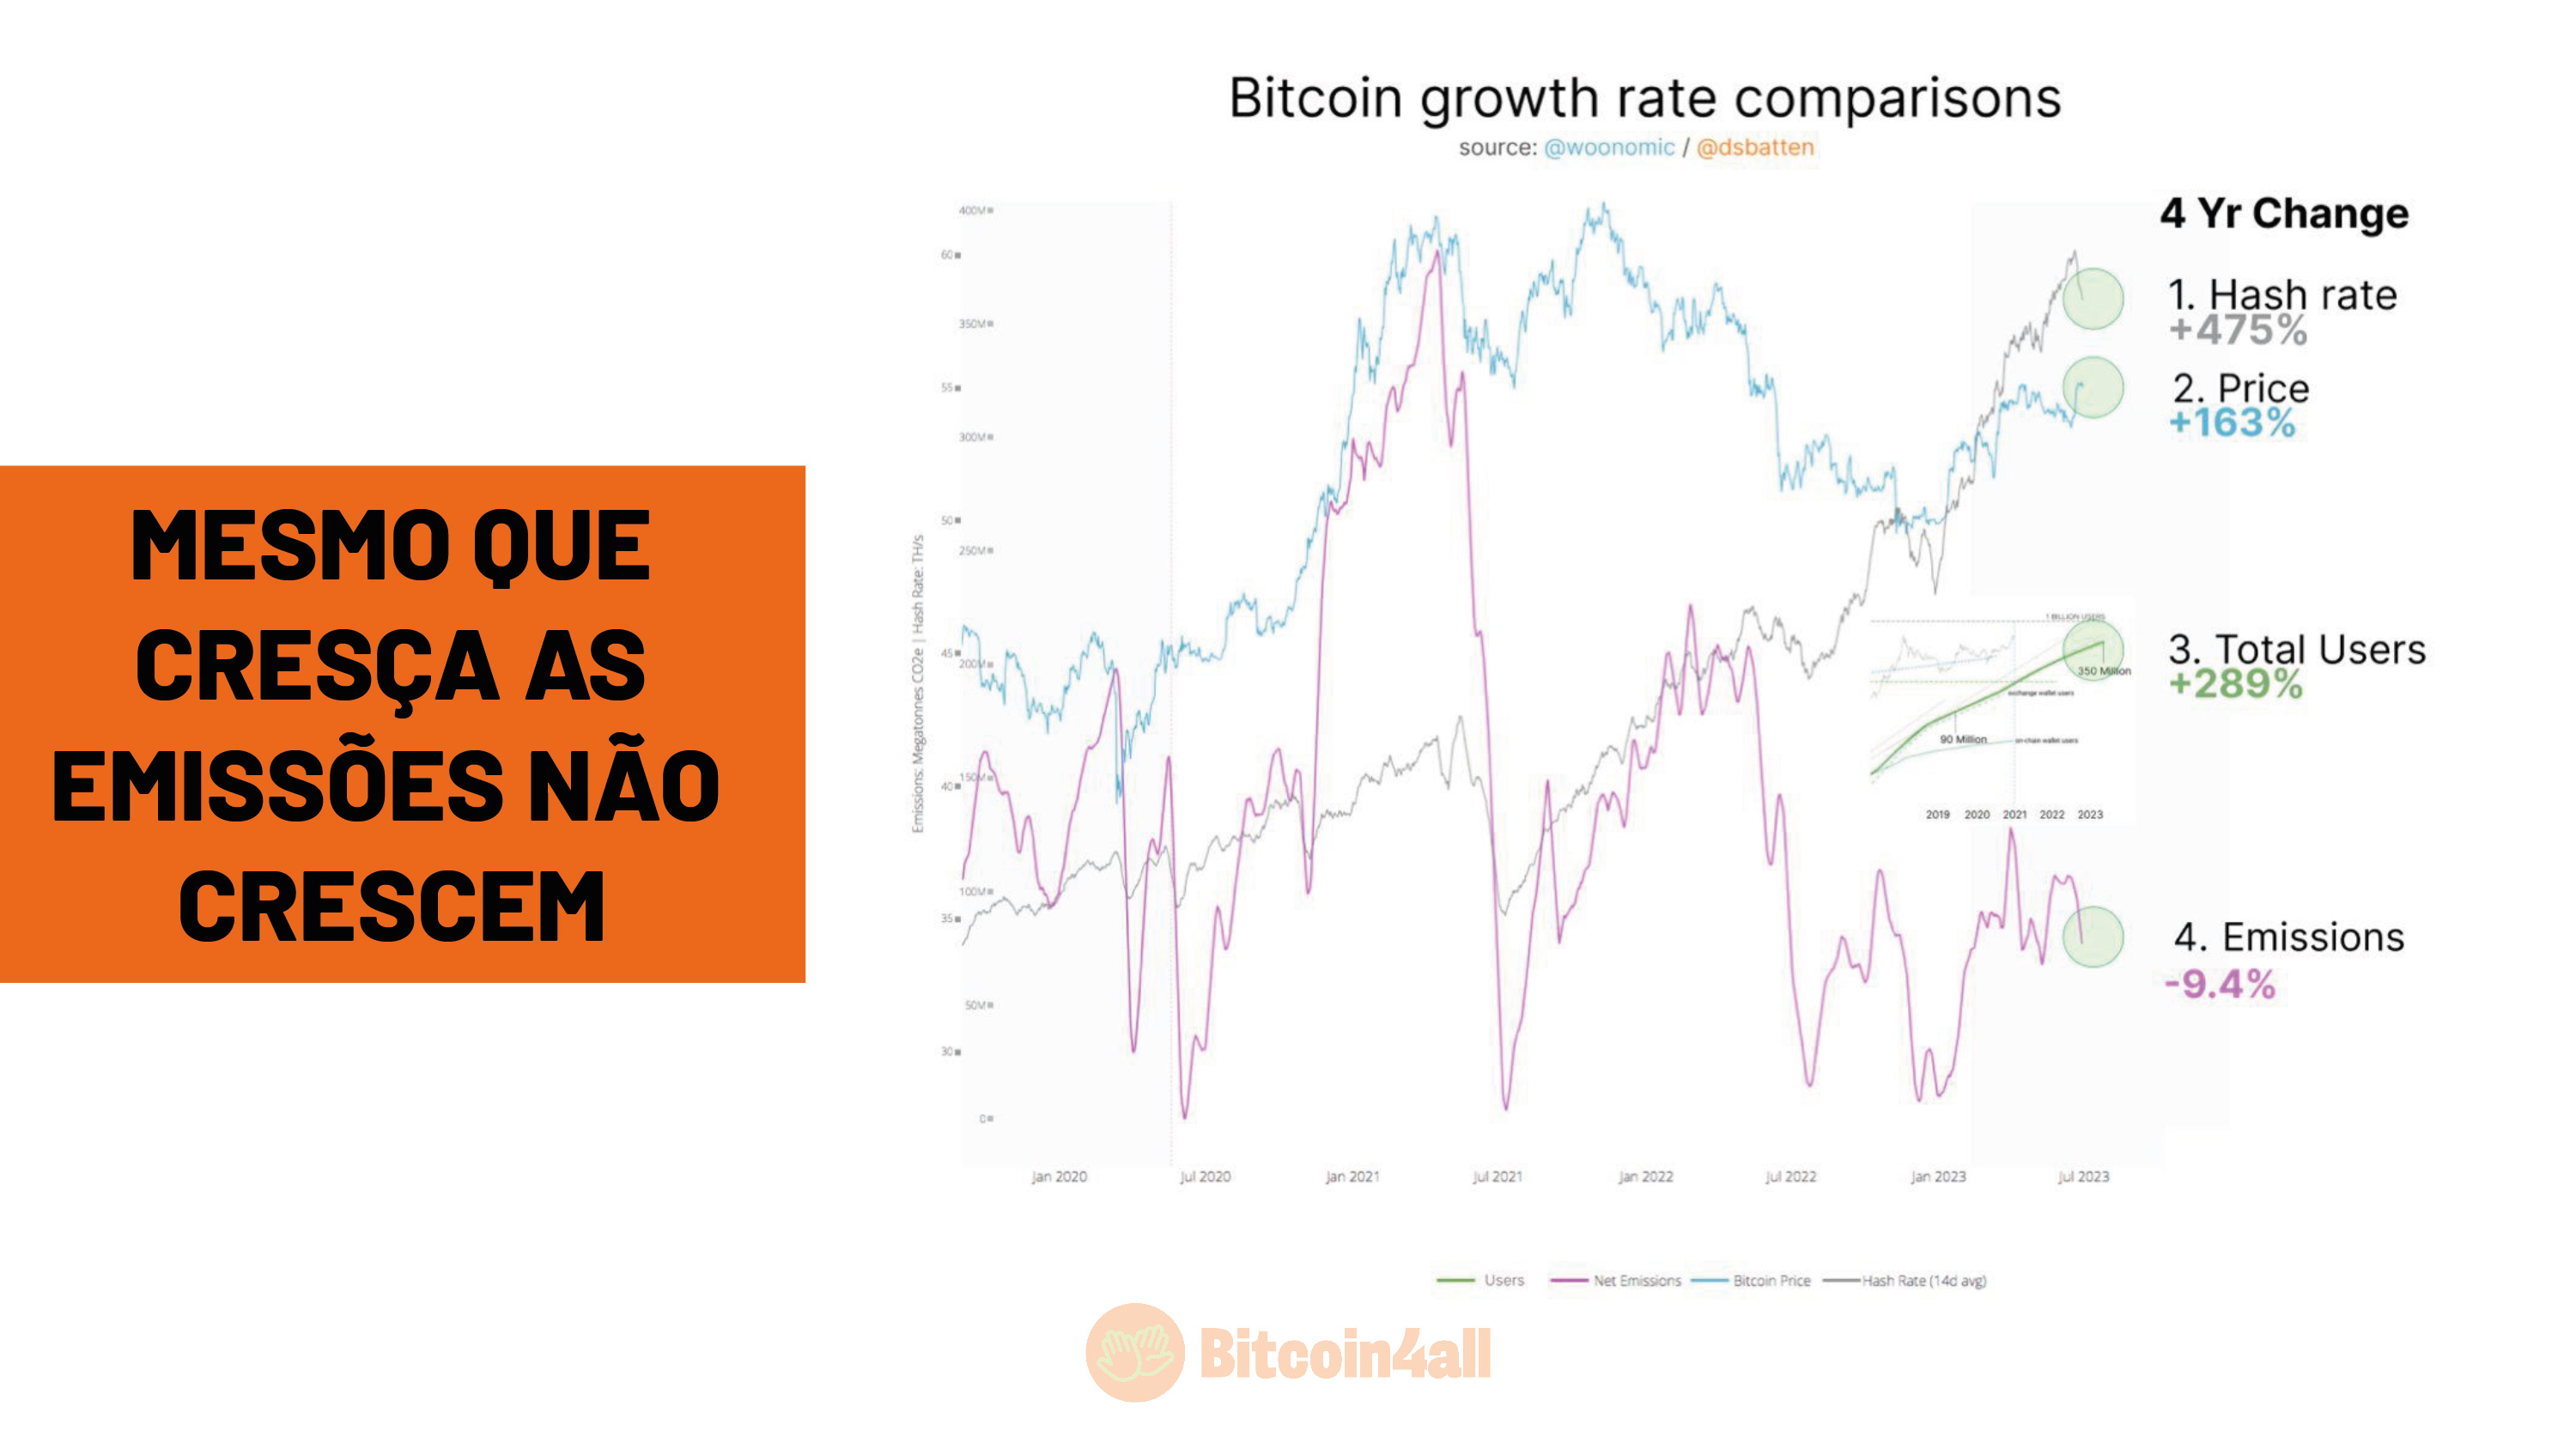 MESMO QUE
CRESÇA AS
EMISSÕES NÃO
CRESCEM
Bitcoin growth rate comparisons
source: @woonomic / @dsbatten
4 Yr Change
1. Hash rate
+475%
2. Price
+163%
3. Total Users
+289%
4. Emissions
-9.4%
Emissions: Megatonnes CO2e | Hash Rate: TH/s
400M
60
350M
55
300M
50
250M
45
200M
150M
40
100M
35
50M
30
0
1 BILLION USERS
350 Million
exchange wallet users
90 Million
on-chain wallet users
2019 2020 2021 2022 2023
Jan 2020 Jul 2020 Jan 2021 Jul 2021 Jan 2022 Jul 2022 Jan 2023 Jul 2023
Users Net Emissions Bitcoin Price Hash Rate (14d avg)
Bitcoin4all